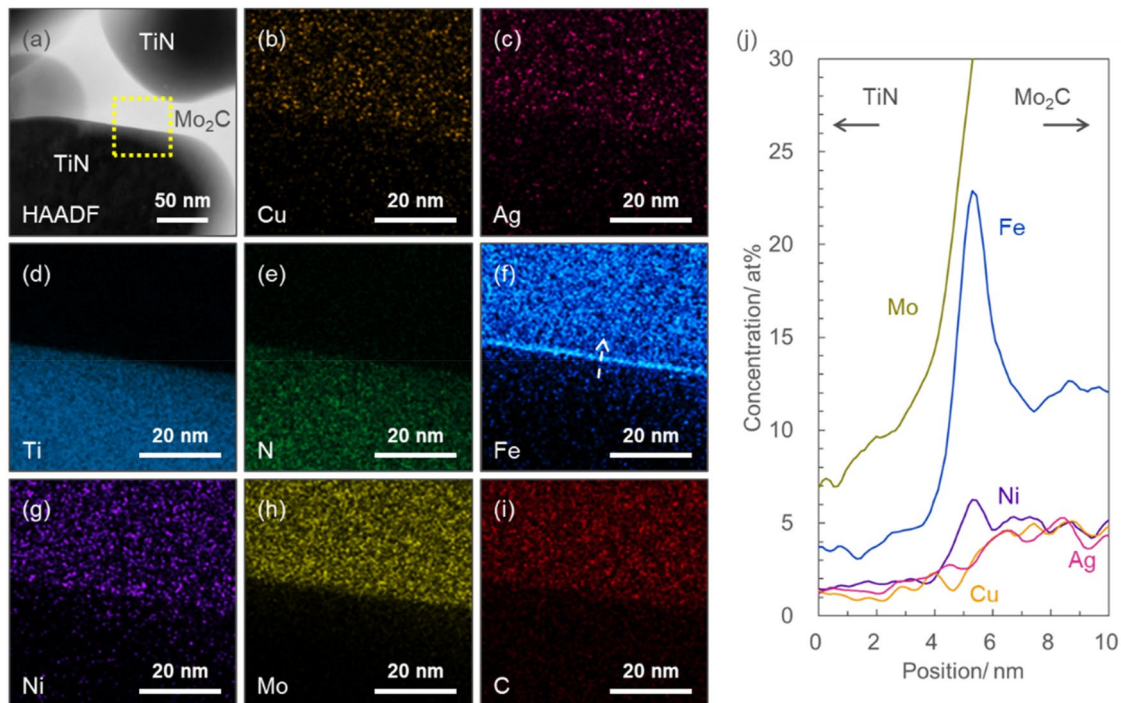 (a)
TiN
Mo₂C
TiN
HAADF
50 nm
(b)
Cu
20 nm
(c)
Ag
20 nm
(d)
Ti
20 nm
(e)
N
20 nm
(f)
Fe
20 nm
(g)
Ni
20 nm
(h)
Mo
20 nm
(i)
C
20 nm
(j)
30
25
20
15
10
5
0
Concentration/ at%
TiN
Mo₂C
←
→
Mo
Fe
Ni
Ag
Cu
0 2 4 6 8 10
Position/ nm